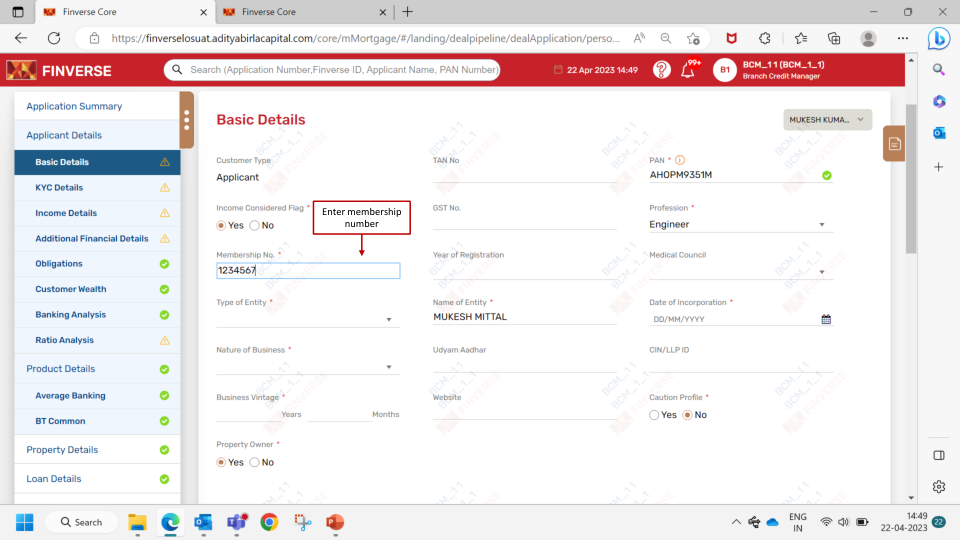 Finverse Core
Finverse Core
https://finverselosuat.adityabirlacapital.com/core/mMortgage/#/landing/dealpipeline/dealApplication/perso...
FINVERSE
Search (Application Number,Finverse ID, Applicant Name, PAN Number)
22 Apr 2023 14:49
99+
B1
BCM_1 1 (BCM_1_1)
Branch Credit Manager
Application Summary
Applicant Details
Basic Details
KYC Details
Income Details
Additional Financial Details
Obligations
Customer Wealth
Banking Analysis
Ratio Analysis
Product Details
Average Banking
BT Common
Property Details
Loan Details
Basic Details
MUKESH KUMA...
Customer Type
Applicant
TAN No
PAN *
AHOPM9351M
Income Considered Flag *
Yes No
Enter membership
number
GST No.
Profession *
Engineer
Membership No. *
1234567
Year of Registration
Medical Council
Type of Entity *
Name of Entity *
MUKESH MITTAL
Date of Incorporation *
DD/MM/YYYY
Nature of Business *
Udyam Aadhar
CIN/LLP ID
Business Vintage *
Years Months
Website
Caution Profile *
Yes No
Property Owner *
Yes No
BCM_1 1
BCM_1_1
FINVERSE
Search
ENG
IN
14:49
22-04-2023
22